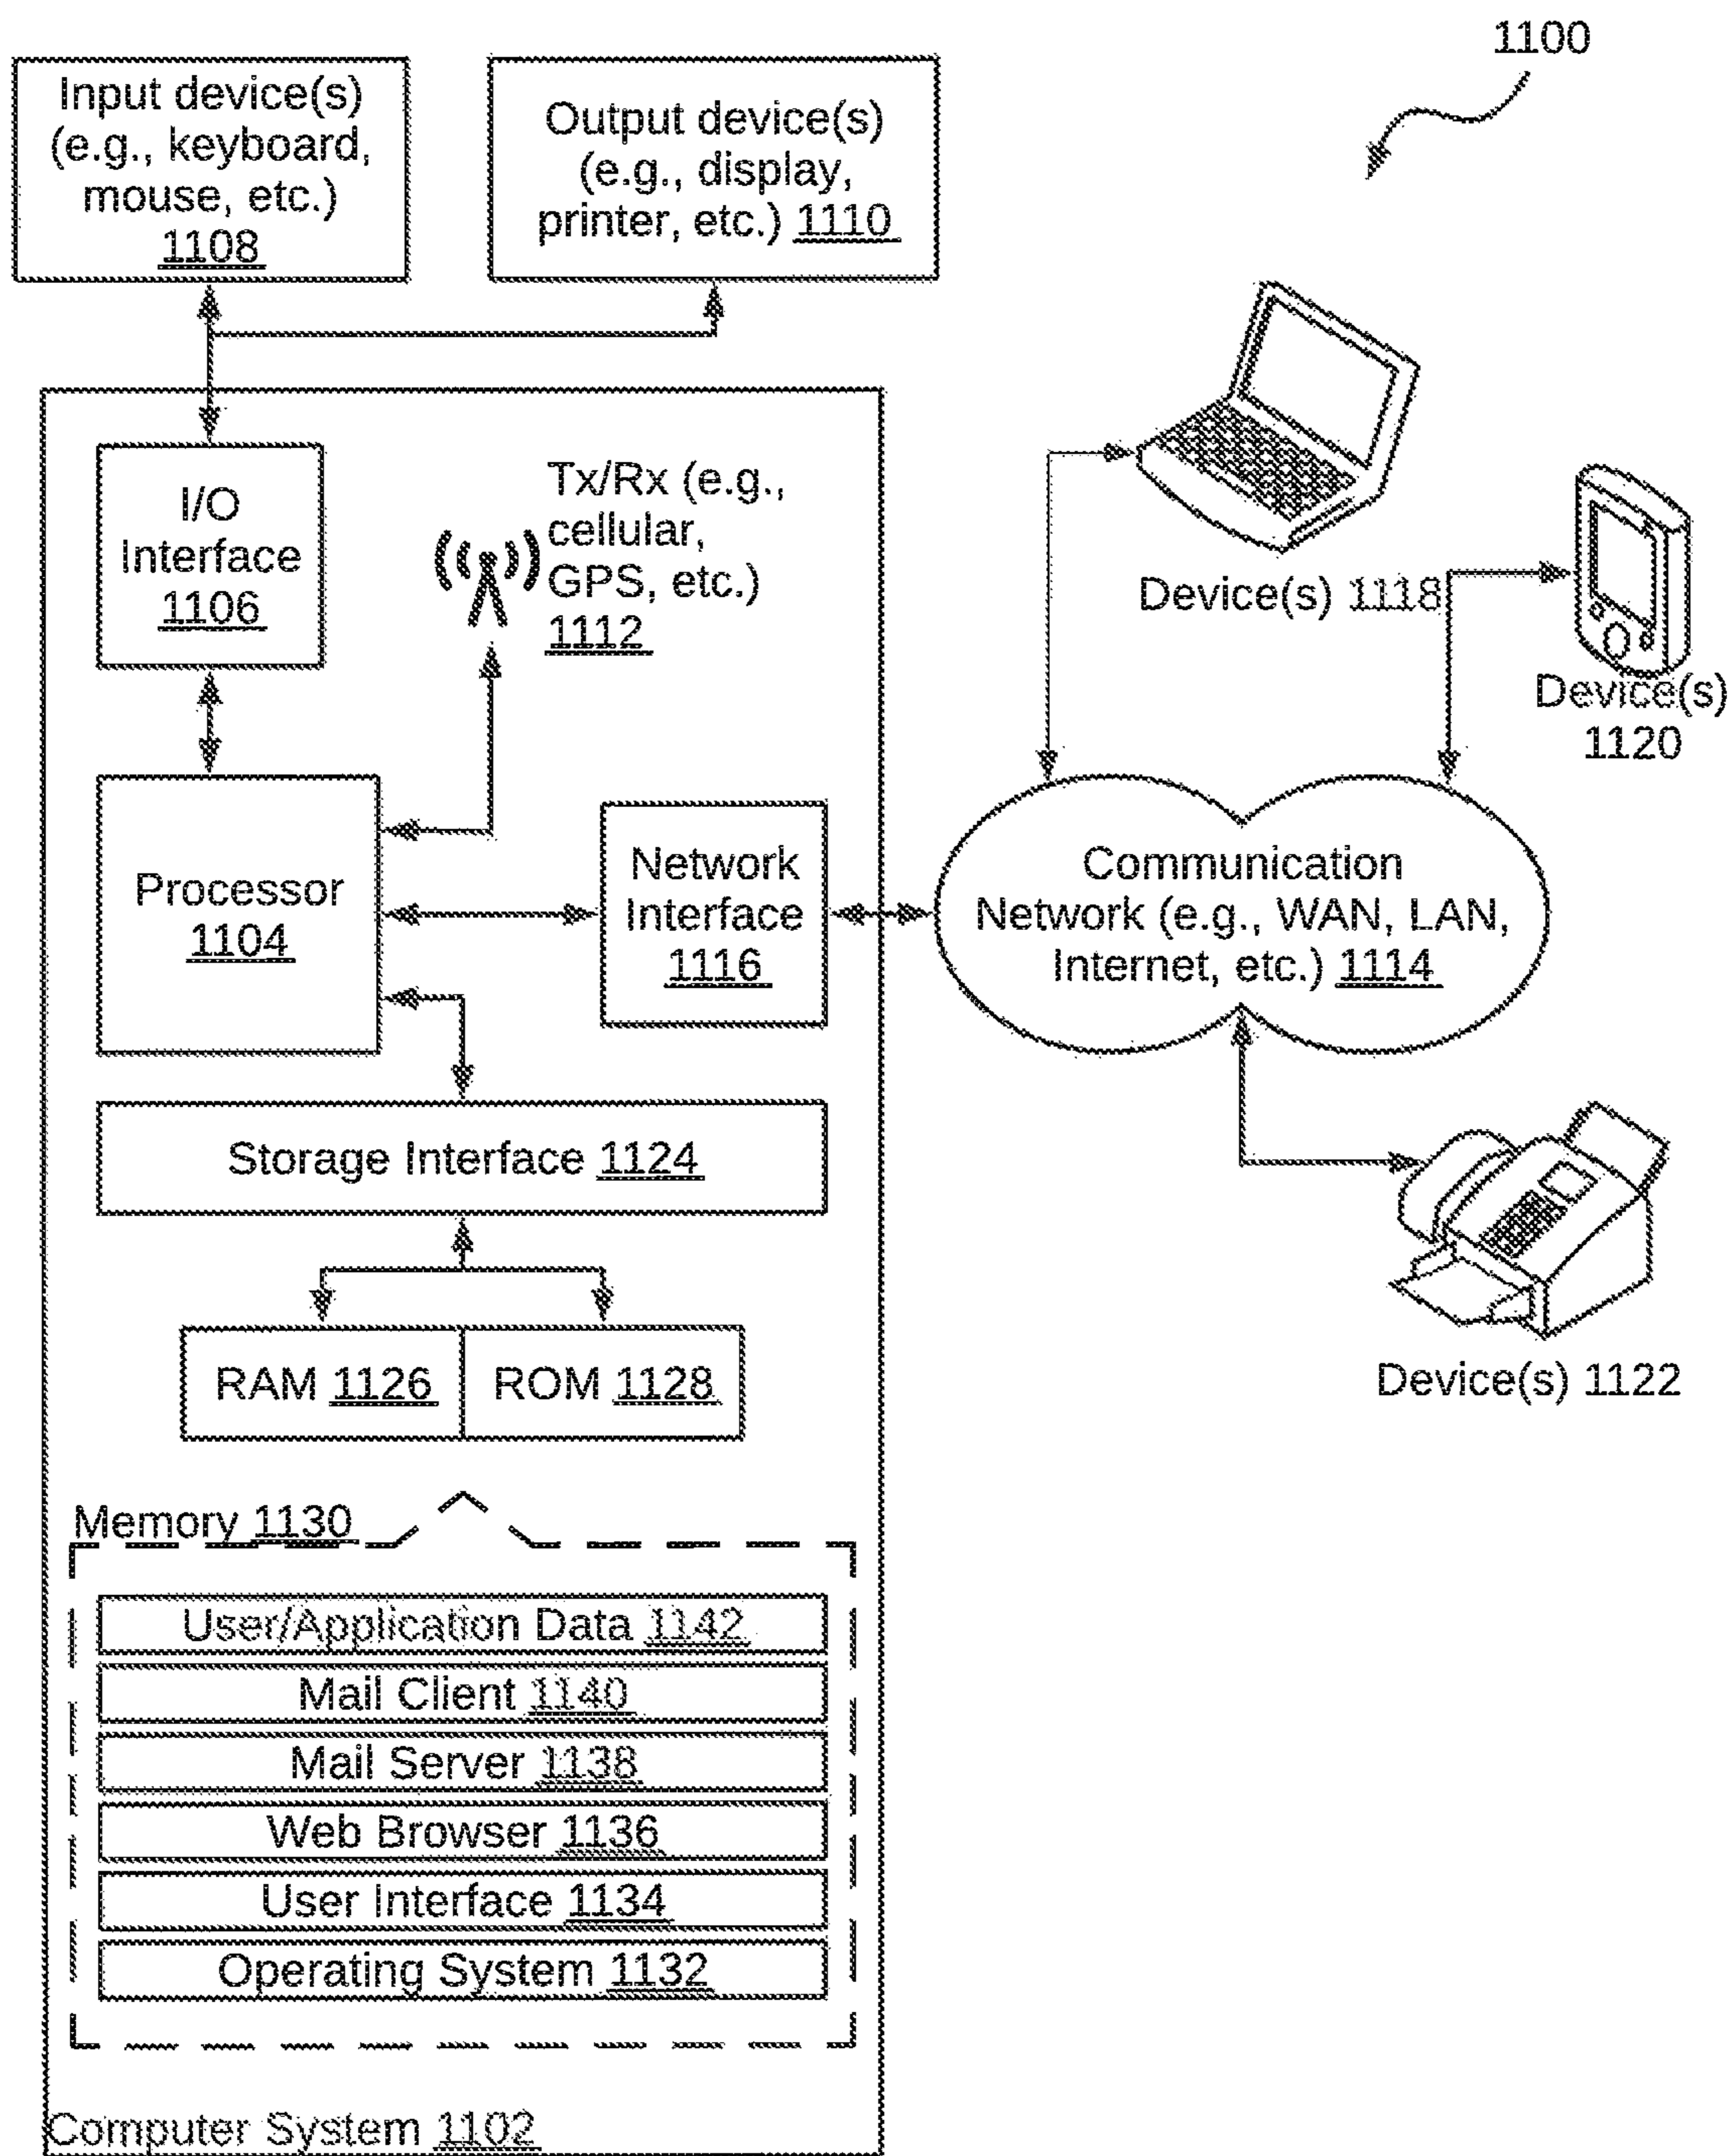 1100
Input device(s)
(e.g., keyboard,
mouse, etc.)
1108
Output device(s)
(e.g., display,
printer, etc.) 1110
I/O
Interface
1106
Tx/Rx (e.g.,
cellular,
GPS, etc.)
1112
Device(s) 1118
Device(s)
1120
Processor
1104
Network
Interface
1116
Communication
Network (e.g., WAN, LAN,
Internet, etc.) 1114
Storage Interface 1124
RAM 1126
ROM 1128
Device(s) 1122
Memory 1130
User/Application Data 1142
Mail Client 1140
Mail Server 1138
Web Browser 1136
User Interface 1134
Operating System 1132
Computer System 1102